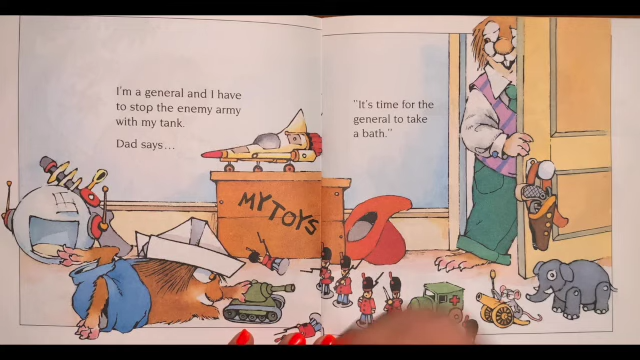 I'm a general and I have
to stop the enemy army
with my tank.
Dad says...
"It's time for the
general to take
a bath."
MY TOYS